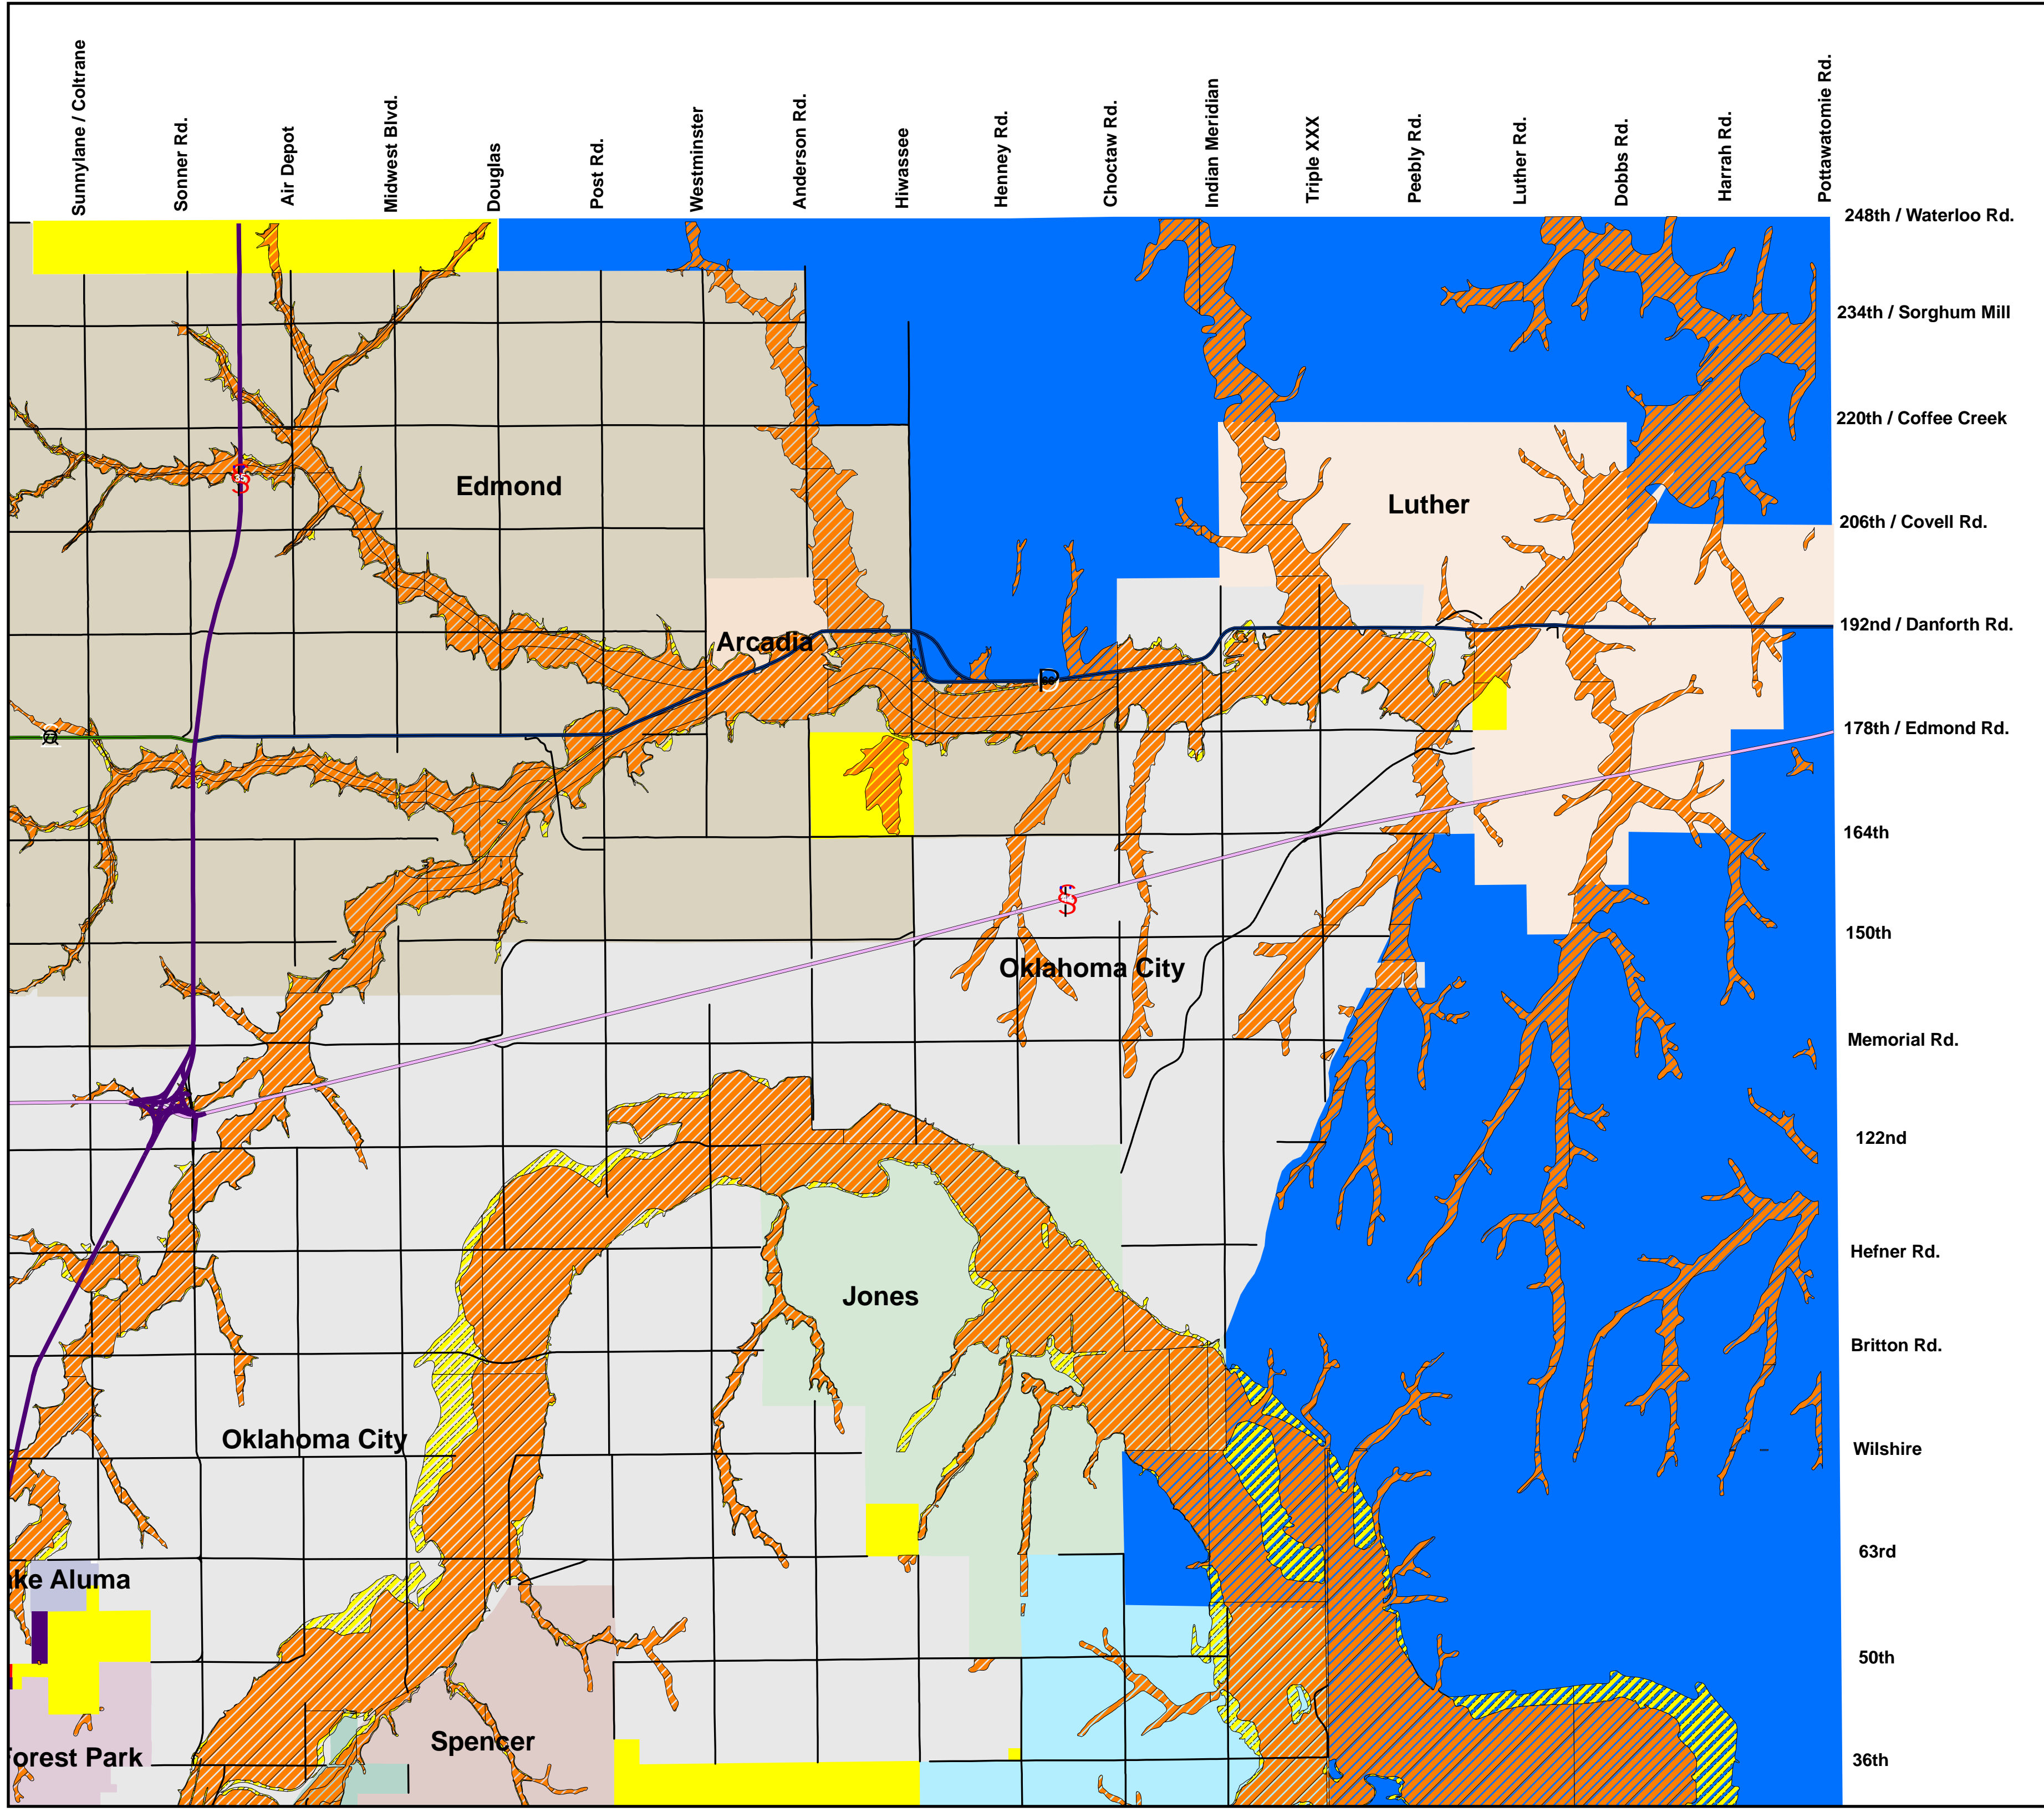 Sunnylane / Coltrane
Sonner Rd.
Air Depot
Midwest Blvd.
Douglas
Post Rd.
Westminster
Anderson Rd.
Hiwassee
Henney Rd.
Choctaw Rd.
Indian Meridian
Triple XXX
Peebly Rd.
Luther Rd.
Dobbs Rd.
Harrah Rd.
Pottawatomie Rd.
248th / Waterloo Rd.
234th / Sorghum Mill
220th / Coffee Creek
Edmond
Luther
206th / Covell Rd.
192nd / Danforth Rd.
Arcadia
178th / Edmond Rd.
164th
150th
Oklahoma City
Memorial Rd.
122nd
Hefner Rd.
Jones
Britton Rd.
Oklahoma City
Wilshire
63rd
ke Aluma
50th
Spencer
Forest Park
36th